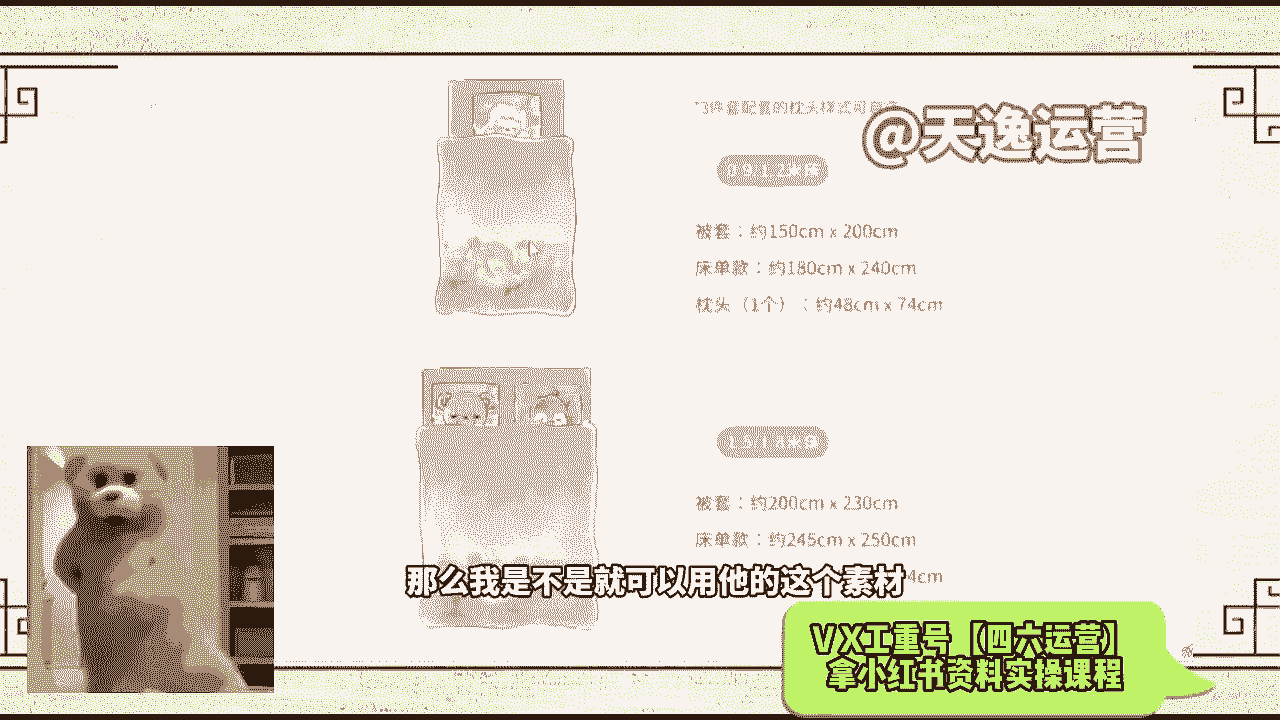 @天逸运营
被套：约150cm x 200cm
床单款：约180cm x 240cm
枕头（1个）：约48cm x 74cm
被套：约200cm x 230cm
床单款：约245cm x 250cm
4cm
那么我是不是就可以用他的这个素材
VX工重号【四六运营】
拿小红书资料实操课程